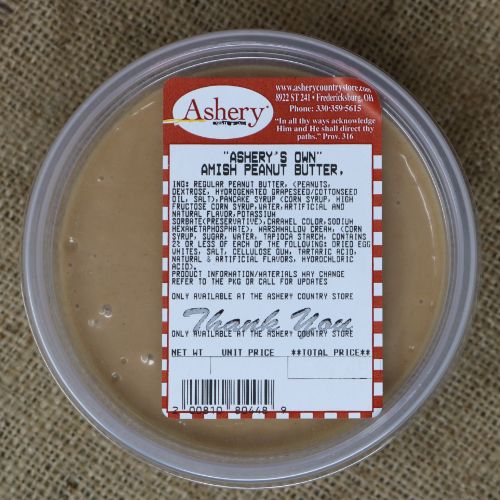 Ashery
www.asherycountrystore.com
8922 ST 241 • Fredericksburg, OH
Phone: 330-359-5615
"In all thy ways acknowledge
Him and He shall direct thy
paths." Prov. 316
"ASHERY'S OWN"
AMISH PEANUT BUTTER,
ING: REGULAR PEANUT BUTTER, (PEANUTS,
DEXTROSE, HYDROGENATED GRAPESEED/COTTONSEED
OIL, SALT),PANCAKE SYRUP (CORN SYRUP, HIGH
FRUCTOSE CORN SYRUP,WATER,ARTIFICIAL AND
NATURAL FLAVOR,POTASSIUM
SORBATE(PRESERVATIVE),CARAMEL COLOR,SODIUM
HEXAMETAPHOSPHATE), MARSHMALLOW CREAM, (CORN
SYRUP, SUGAR, WATER, TAPIOCA STARCH, CONTAINS
2% OR LESS OF EACH OF THE FOLLOWING: DRIED EGG
WHITES, SALT, CELLULOSE GUM, TARTARIC ACID,
NATURAL & ARTIFICIAL FLAVORS, HYDROCHLORIC
ACID).
PRODUCT INFORMATION/MATERIALS MAY CHANGE
REFER TO THE PKG OR CALL FOR UPDATES
ONLY AVAILABLE AT THE ASHERY COUNTRY STORE
Thank You
ONLY AVAILABLE AT THE ASHERY COUNTRY STORE
NET WT UNIT PRICE **TOTAL PRICE**
2 00810 80448 9